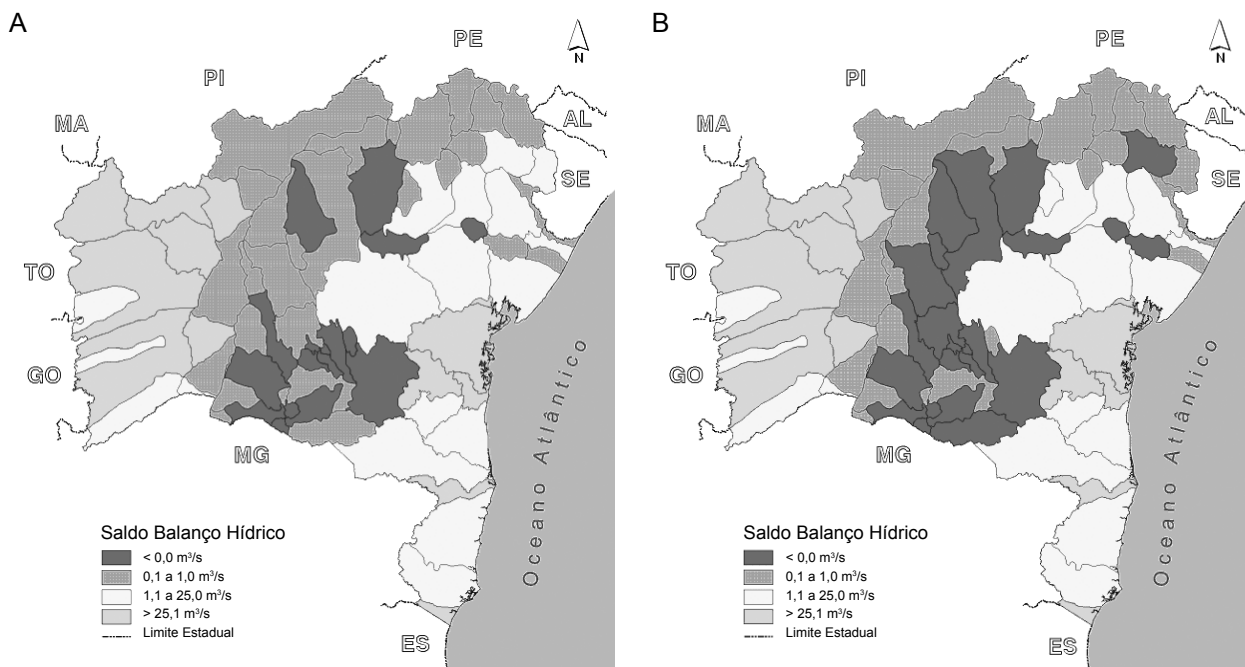 A
PE
N
PI
MA
AL
SE
TO
GO
MG
Oceano Atlântico
Saldo Balanço Hídrico
< 0,0 m³/s
0,1 a 1,0 m³/s
1,1 a 25,0 m³/s
> 25,1 m³/s
Limite Estadual
ES
B
PE
N
PI
MA
AL
SE
TO
GO
MG
Oceano Atlântico
Saldo Balanço Hídrico
< 0,0 m³/s
0,1 a 1,0 m³/s
1,1 a 25,0 m³/s
> 25,1 m³/s
Limite Estadual
ES